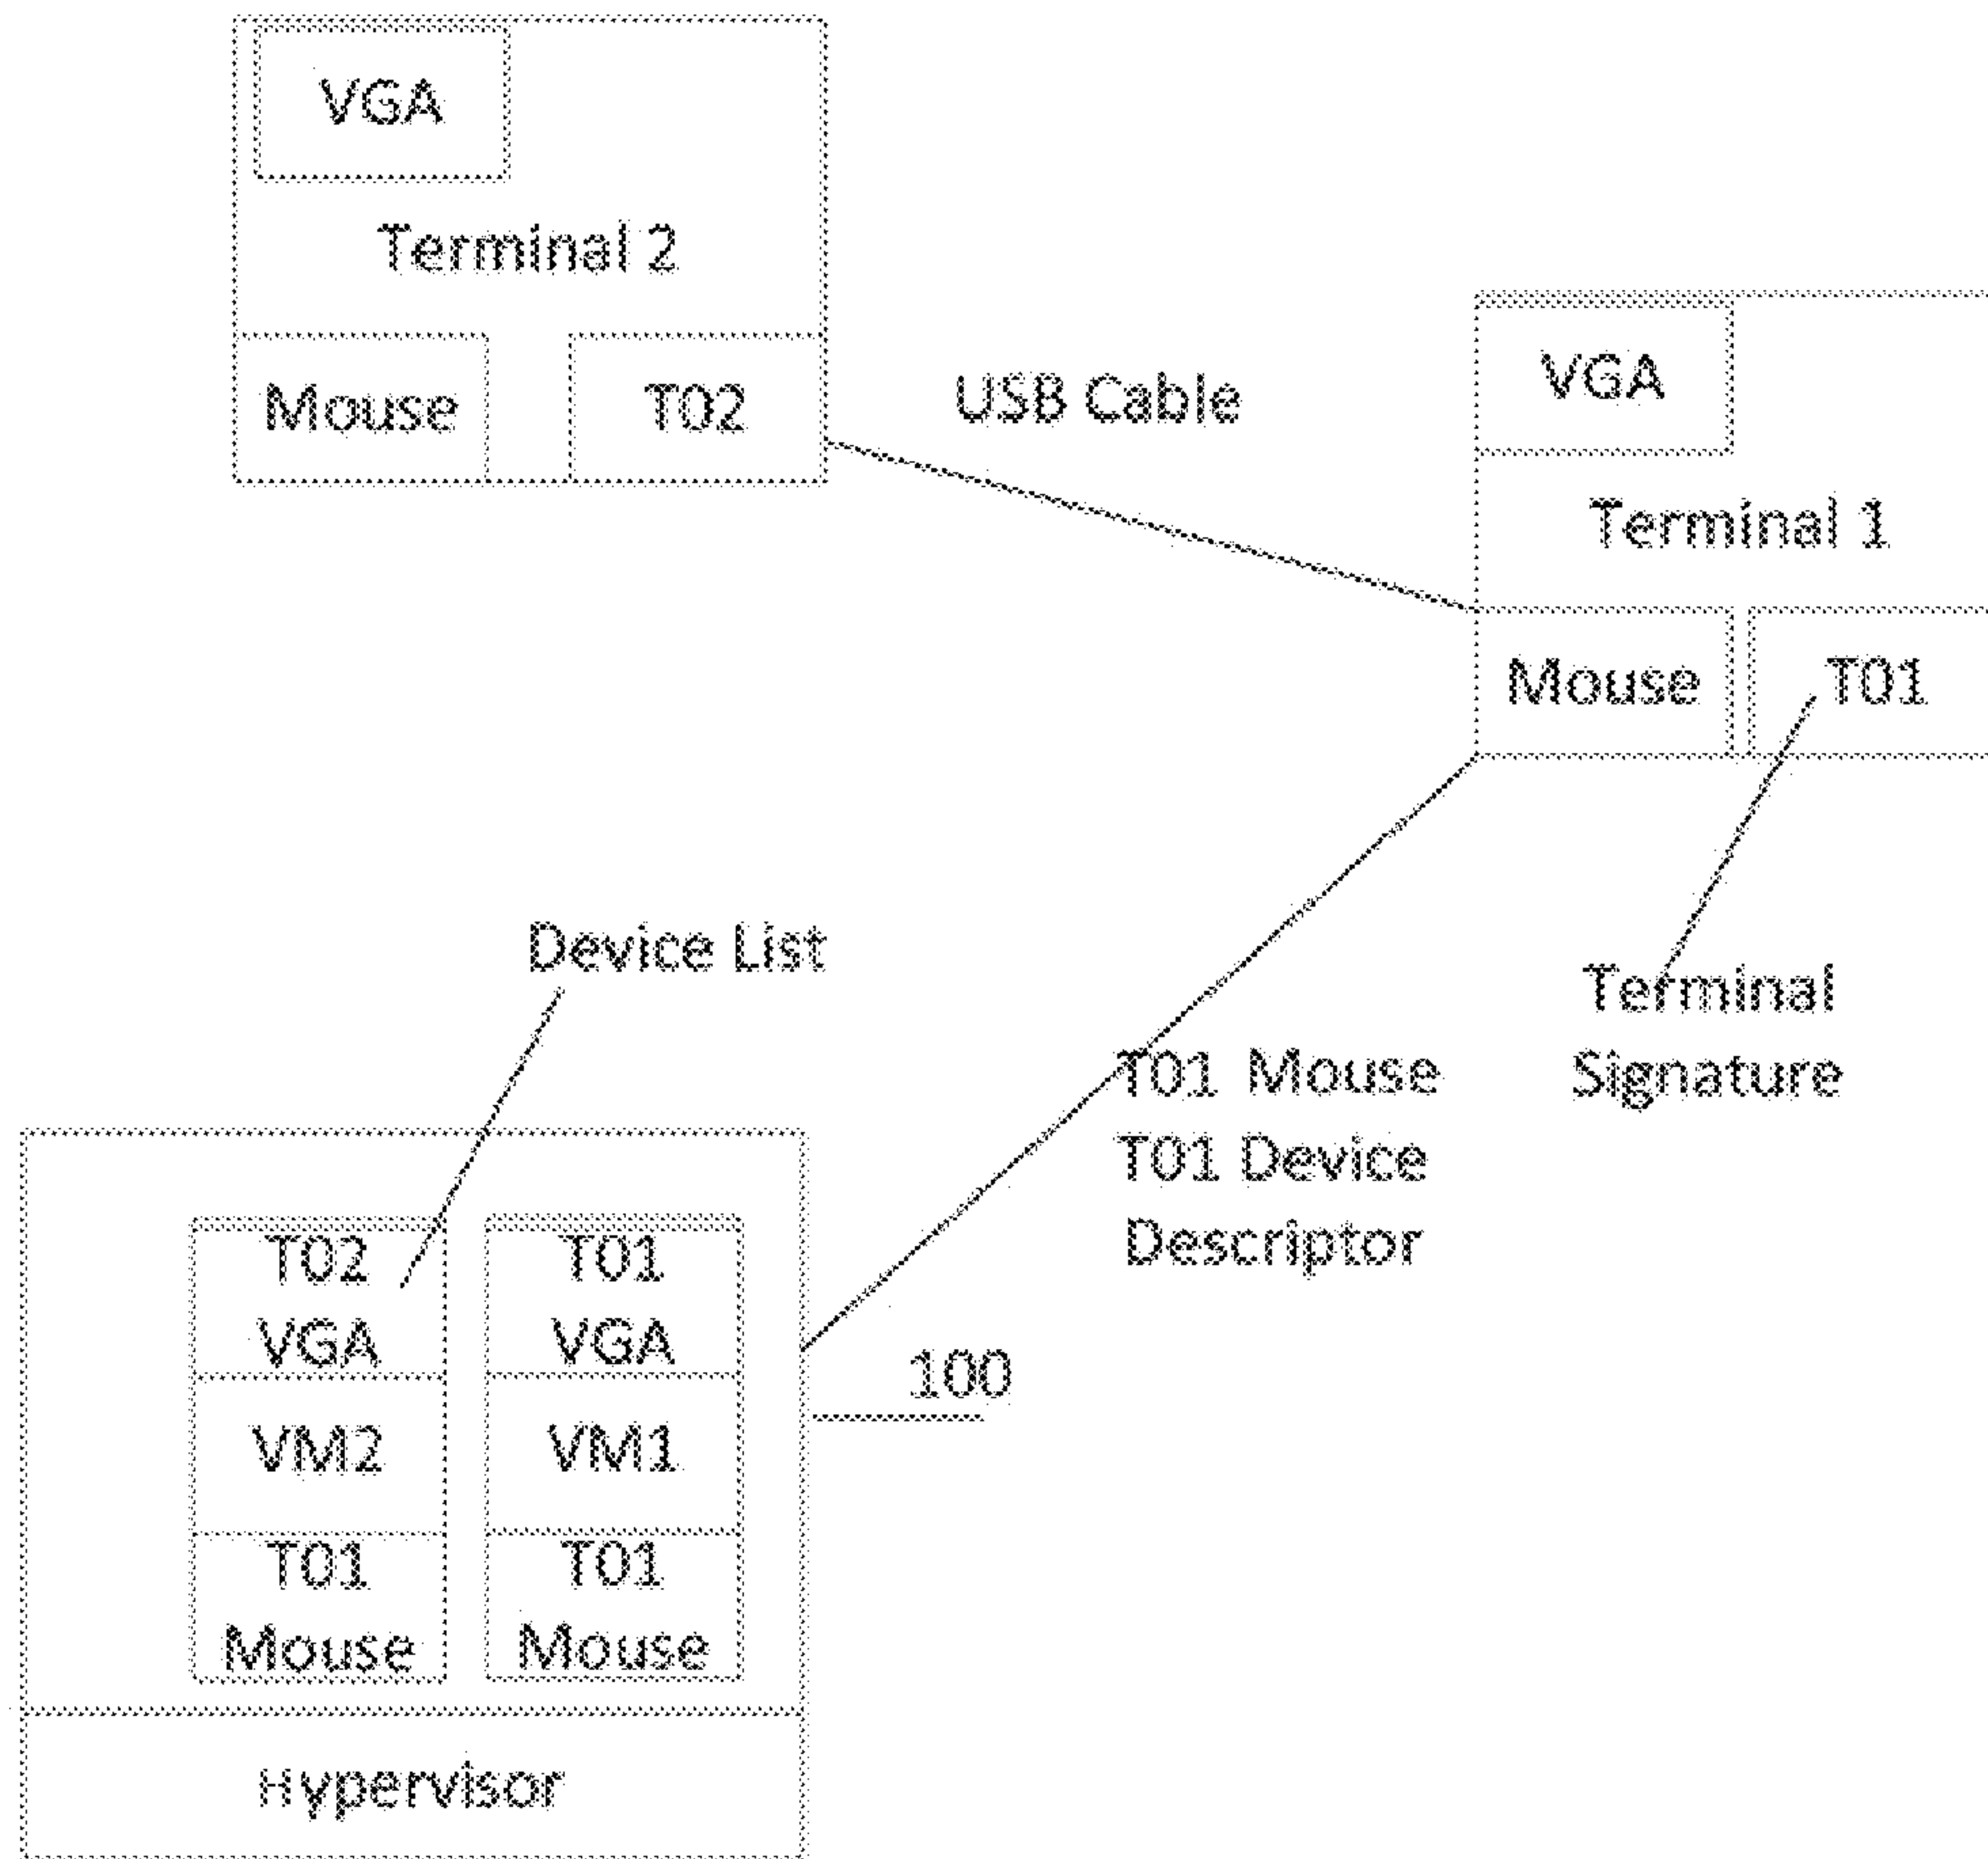 VGA
Terminal 2
Mouse
T02
USB Cable
VGA
Terminal 1
Mouse
T01
Device List
Terminal
Signature
T01 Mouse
T01 Device
Descriptor
T02
VGA
T01
VGA
100
VM2
VM1
T01
Mouse
T01
Mouse
Hypervisor